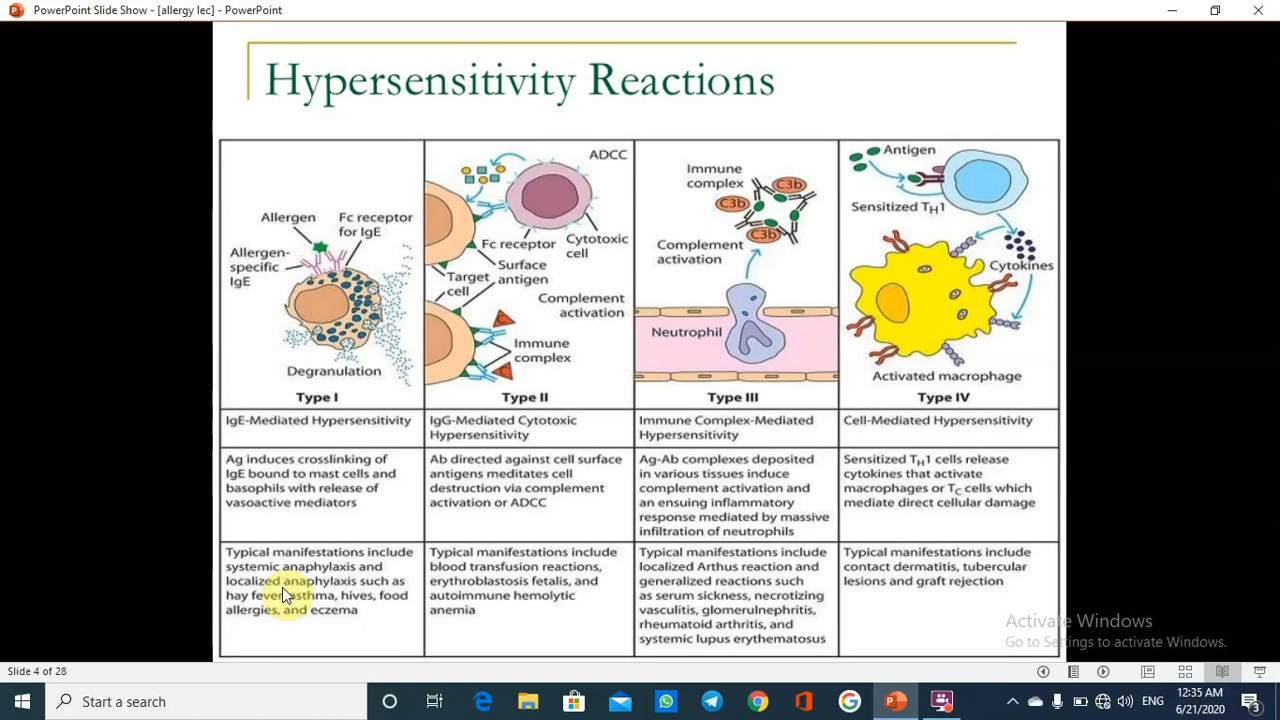 PowerPoint Slide Show - [allergy lec] - PowerPoint
Hypersensitivity Reactions
Allergen
Fc receptor
for IgE
Allergen-
specific
IgE
Degranulation
Type I
ADCC
Fc receptor
Cytotoxic
cell
Target
cell
Surface
antigen
Complement
activation
C
Immune
complex
C
Type II
Immune
complex
C3b
C3b
C3b
Complement
activation
Neutrophil
Type III
Antigen
Sensitized TH1
Cytokines
Activated macrophage
Type IV
IgE-Mediated Hypersensitivity
IgG-Mediated Cytotoxic
Hypersensitivity
Immune Complex-Mediated
Hypersensitivity
Cell-Mediated Hypersensitivity
Ag induces crosslinking of
IgE bound to mast cells and
basophils with release of
vasoactive mediators
Ab directed against cell surface
antigens meditates cell
destruction via complement
activation or ADCC
Ag-Ab complexes deposited
in various tissues induce
complement activation and
an ensuing inflammatory
response mediated by massive
infiltration of neutrophils
Sensitized TH1 cells release
cytokines that activate
macrophages or TC cells which
mediate direct cellular damage
Typical manifestations include
systemic anaphylaxis and
localized anaphylaxis such as
hay fever, asthma, hives, food
allergies, and eczema
Typical manifestations include
blood transfusion reactions,
erythroblastosis fetalis, and
autoimmune hemolytic
anemia
Typical manifestations include
localized Arthus reaction and
generalized reactions such
as serum sickness, necrotizing
vasculitis, glomerulnephritis,
rheumatoid arthritis, and
systemic lupus erythematosus
Typical manifestations include
contact dermatitis, tubercular
lesions and graft rejection
Activate Windows
Go to Settings to activate Windows.
Slide 4 of 28
Start a search
ENG
12:35 AM
6/21/2020
3